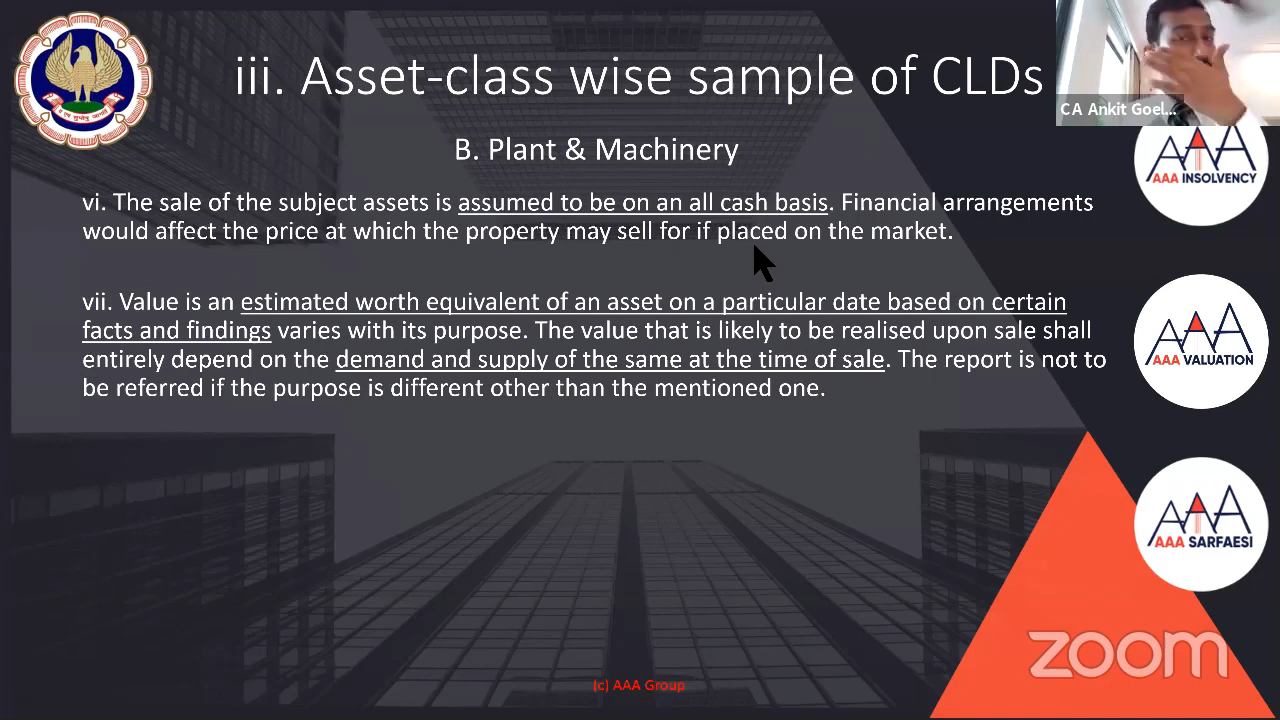 iii. Asset-class wise sample of CLDs
CA Ankit Goel...
B. Plant & Machinery
vi. The sale of the subject assets is assumed to be on an all cash basis. Financial arrangements
would affect the price at which the property may sell for if placed on the market.
vii. Value is an estimated worth equivalent of an asset on a particular date based on certain
facts and findings varies with its purpose. The value that is likely to be realised upon sale shall
entirely depend on the demand and supply of the same at the time of sale. The report is not to
be referred if the purpose is different other than the mentioned one.
AAA
AAA INSOLVENCY
AAA
AAA VALUATION
AAA
AAA SARFAESI
zoom
(c) AAA Group